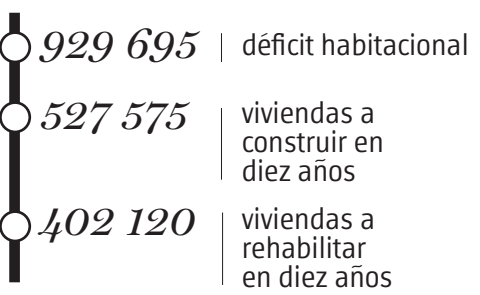 929 695 déficit habitacional
527 575 viviendas a
construir en
diez años
402 120 viviendas a
rehabilitar
en diez años